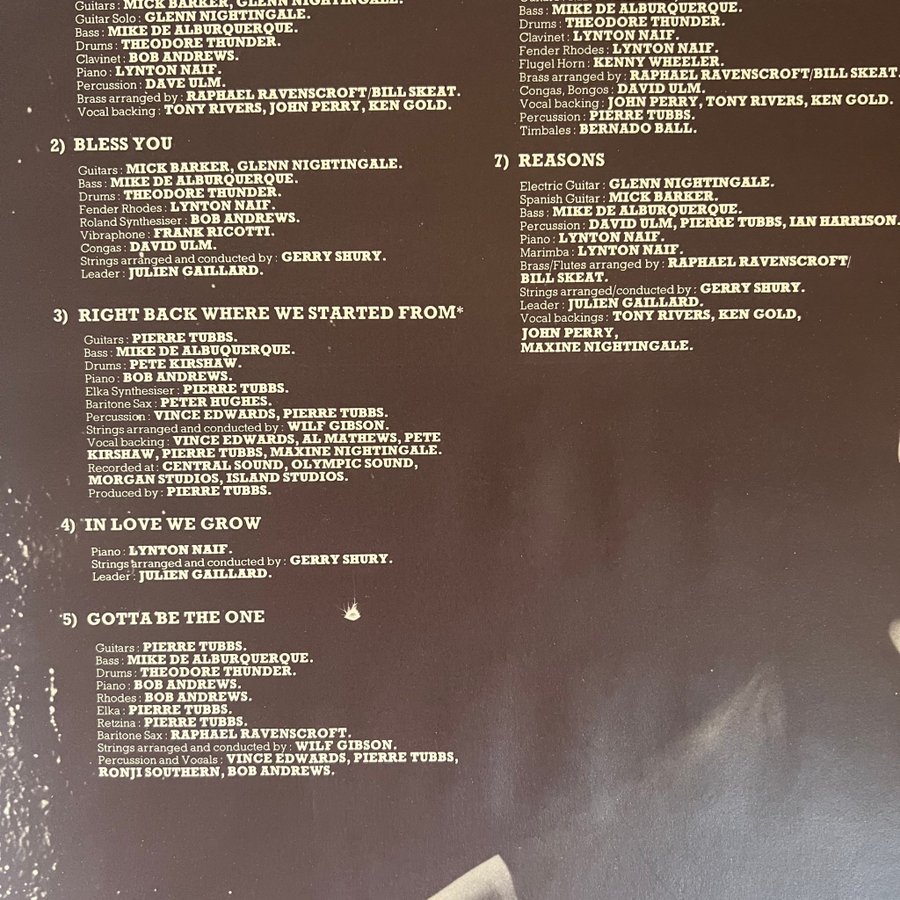 Guitars : MICK BARKER, GLENN NIGHTINGALE.
Guitar Solo : GLENN NIGHTINGALE.
Bass : MIKE DE ALBURQUERQUE.
Drums : THEODORE THUNDER.
Clavinet : BOB ANDREWS.
Piano : LYNTON NAIF.
Percussion : DAVE ULM.
Brass arranged by : RAPHAEL RAVENSCROFT/BILL SKEAT.
Vocal backing : TONY RIVERS, JOHN PERRY, KEN GOLD.
2) BLESS YOU
Guitars : MICK BARKER, GLENN NIGHTINGALE.
Bass : MIKE DE ALBURQUERQUE.
Drums : THEODORE THUNDER.
Fender Rhodes : LYNTON NAIF.
Roland Synthesiser : BOB ANDREWS.
Vibraphone : FRANK RICOTTI.
Congas : DAVID ULM.
Strings arranged and conducted by : GERRY SHURY.
Leader : JULIEN GAILLARD.
3) RIGHT BACK WHERE WE STARTED FROM*
Guitars : PIERRE TUBBS.
Bass : MIKE DE ALBUQUERQUE.
Drums : PETE KIRSHAW.
Piano : BOB ANDREWS.
Elka Synthesiser : PIERRE TUBBS.
Baritone Sax : PETER HUGHES.
Percussion : VINCE EDWARDS, PIERRE TUBBS.
Strings arranged and conducted by : WILF GIBSON.
Vocal backing : VINCE EDWARDS, AL MATHEWS, PETE
KIRSHAW, PIERRE TUBBS, MAXINE NIGHTINGALE.
Recorded at : CENTRAL SOUND, OLYMPIC SOUND,
MORGAN STUDIOS, ISLAND STUDIOS.
Produced by : PIERRE TUBBS.
4) IN LOVE WE GROW
Piano : LYNTON NAIF.
Strings arranged and conducted by : GERRY SHURY.
Leader : JULIEN GAILLARD.
5) GOTTA BE THE ONE
Guitars : PIERRE TUBBS.
Bass : MIKE DE ALBURQUERQUE.
Drums : THEODORE THUNDER.
Piano : BOB ANDREWS.
Rhodes : BOB ANDREWS.
Elka : PIERRE TUBBS.
Retzina : PIERRE TUBBS.
Baritone Sax : RAPHAEL RAVENSCROFT.
Strings arranged and conducted by : WILF GIBSON.
Percussion and Vocals : VINCE EDWARDS, PIERRE TUBBS,
RONJI SOUTHERN, BOB ANDREWS.
Bass : MIKE DE ALBURQUERQUE.
Drums : THEODORE THUNDER.
Clavinet : LYNTON NAIF.
Fender Rhodes : LYNTON NAIF.
Flugel Horn : KENNY WHEELER.
Brass arranged by : RAPHAEL RAVENSCROFT/BILL SKEAT.
Congas, Bongos : DAVID ULM.
Vocal backing : JOHN PERRY, TONY RIVERS, KEN GOLD.
Percussion : PIERRE TUBBS.
Timbales : BERNADO BALL.
7) REASONS
Electric Guitar : GLENN NIGHTINGALE.
Spanish Guitar : MICK BARKER.
Bass : MIKE DE ALBURQUERQUE.
Percussion : DAVID ULM, PIERRE TUBBS, IAN HARRISON.
Piano : LYNTON NAIF.
Marimba : LYNTON NAIF.
Brass/Flutes arranged by : RAPHAEL RAVENSCROFT/
BILL SKEAT.
Strings arranged/conducted by : GERRY SHURY.
Leader : JULIEN GAILLARD.
Vocal backings : TONY RIVERS, KEN GOLD,
JOHN PERRY,
MAXINE NIGHTINGALE.